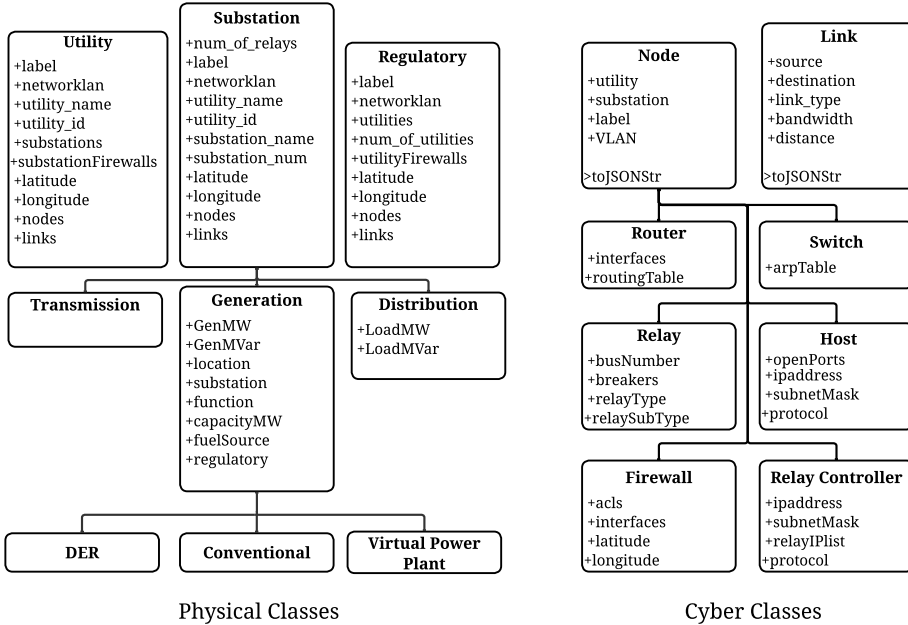 Utility
+label
+networklan
+utility_name
+utility_id
+substations
+substationFirewalls
+latitude
+longitude
+nodes
+links
Substation
+num_of_relays
+label
+networklan
+utility_name
+utility_id
+substation_name
+substation_num
+latitude
+longitude
+nodes
+links
Regulatory
+label
+networklan
+utilities
+num_of_utilities
+utilityFirewalls
+latitude
+longitude
+nodes
+links
Transmission
Generation
+GenMW
+GenMVar
+location
+substation
+function
+capacityMW
+fuelSource
+regulatory
Distribution
+LoadMW
+LoadMVar
DER
Conventional
Virtual Power
Plant
Physical Classes
Node
+utility
+substation
+label
+VLAN
>toJSONStr
Link
+source
+destination
+link_type
+bandwidth
+distance
>toJSONStr
Router
+interfaces
+routingTable
Switch
+arpTable
Relay
+busNumber
+breakers
+relayType
+relaySubType
Host
+openPorts
+ipaddress
+subnetMask
+protocol
Firewall
+acls
+interfaces
+latitude
+longitude
Relay Controller
+ipaddress
+subnetMask
+relayIPlist
+protocol
Cyber Classes